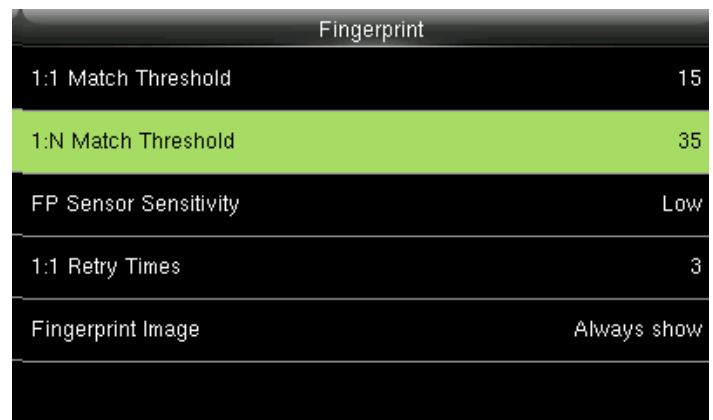 Fingerprint
1:1 Match Threshold 15
1:N Match Threshold 35
FP Sensor Sensitivity Low
1:1 Retry Times 3
Fingerprint Image Always show